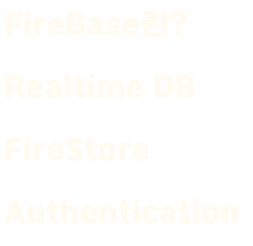 FireBase란?
Realtime DB
FireStore
Authentication